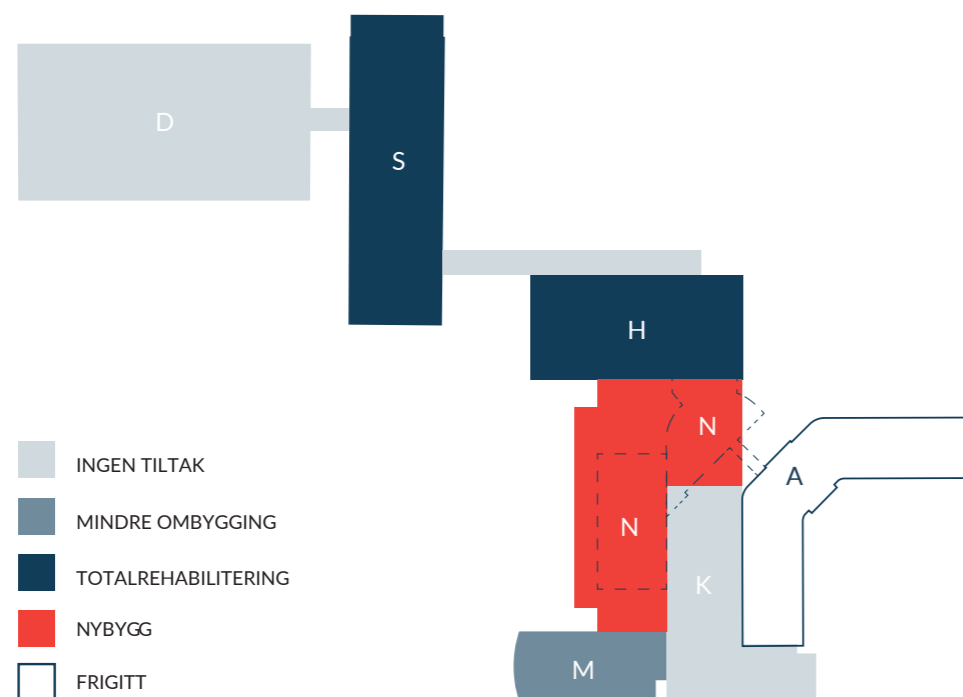 D
S
H
N
A
N
K
M
INGEN TILTAK
MINDRE OMBYGGING
TOTALREHABILITERING
NYBYGG
FRIGITT